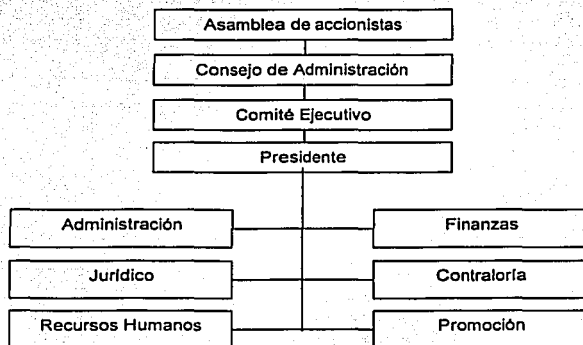 Asamblea de accionistas
Consejo de Administración
Comité Ejecutivo
Presidente
Administración
Finanzas
Jurídico
Contraloría
Recursos Humanos
Promoción